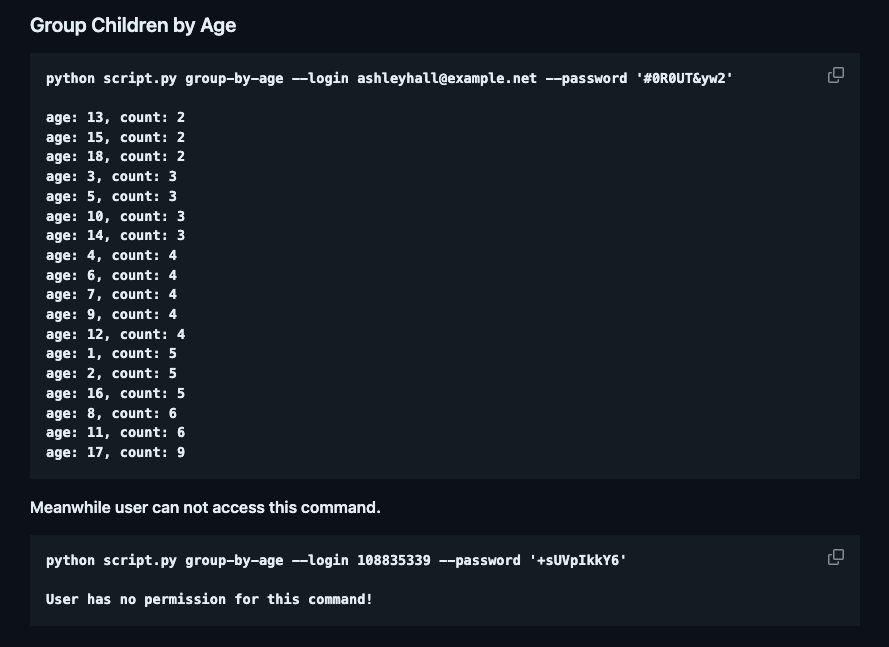 Group Children by Age
python script.py group-by-age --login ashleyhall@example.net --password '#0R0UT&yw2'
age: 13, count: 2
age: 15, count: 2
age: 18, count: 2
age: 3, count: 3
age: 5, count: 3
age: 10, count: 3
age: 14, count: 3
age: 4, count: 4
age: 6, count: 4
age: 7, count: 4
age: 9, count: 4
age: 12, count: 4
age: 1, count: 5
age: 2, count: 5
age: 16, count: 5
age: 8, count: 6
age: 11, count: 6
age: 17, count: 9
Meanwhile user can not access this command.
python script.py group-by-age --login 108835339 --password '+sUVpIkkY6'
User has no permission for this command!